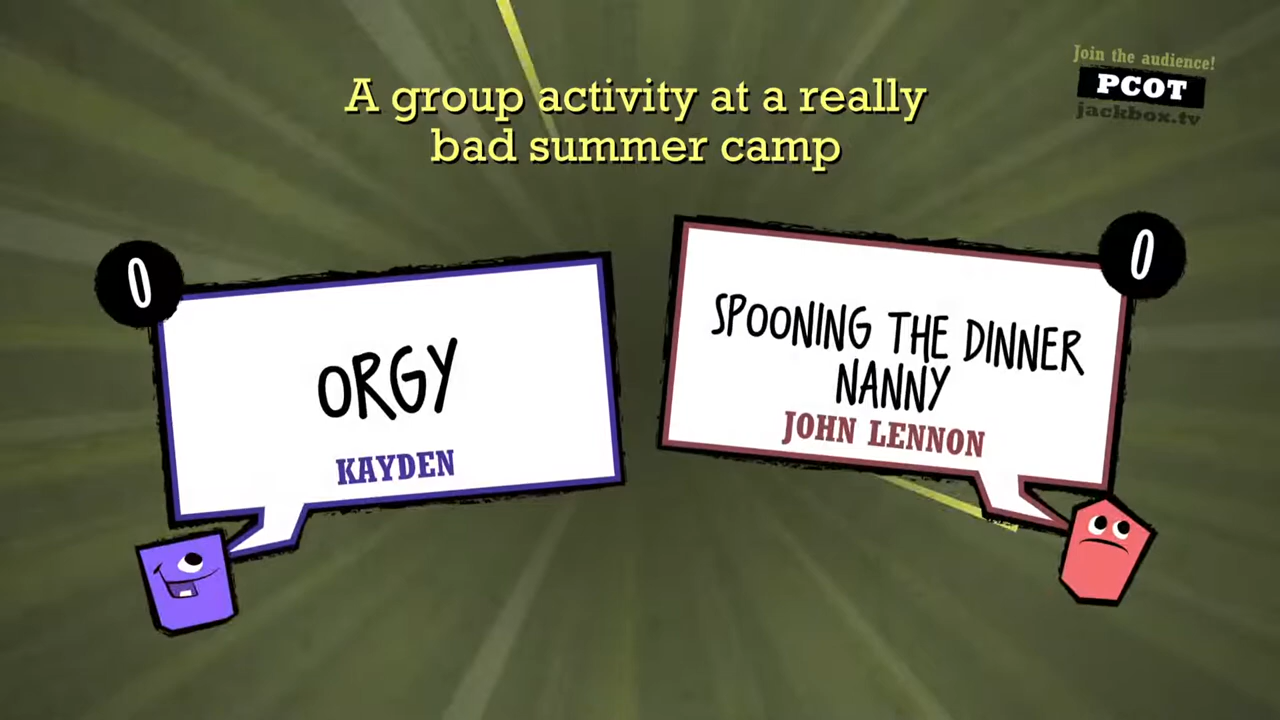 Join the audience!
PCOT
jackbox.tv
A group activity at a really
bad summer camp
0
ORGY
KAYDEN
0
SPOONING THE DINNER
NANNY
JOHN LENNON